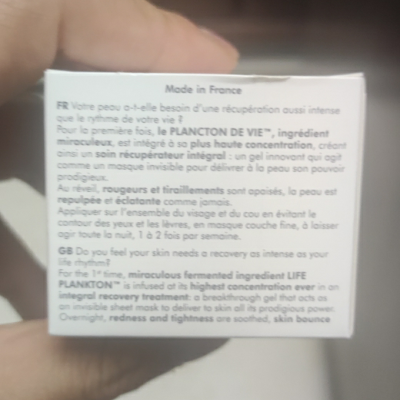 Made in France
FR Votre peau a-t-elle besoin d'une récupération aussi intense
que le rythme de votre vie ?
Pour la première fois, le PLANCTON DE VIE™, ingrédient
miraculeux, est intégré à sa plus haute concentration, créant
ainsi un soin récupérateur intégral : un gel innovant qui agit
comme un masque invisible pour délivrer à la peau son pouvoir
prodigieux.
Au réveil, rougeurs et tiraillements sont apaisés, la peau est
repulpée et éclatante comme jamais.
Appliquer sur l'ensemble du visage et du cou en évitant le
contour des yeux et les lèvres, en masque couche fine, à laisser
agir toute la nuit, 1 à 2 fois par semaine.
GB Do you feel your skin needs a recovery as intense as your
life rhythm?
For the 1st time, miraculous fermented ingredient LIFE
PLANKTON™ is infused at its highest concentration ever in an
integral recovery treatment: a breakthrough gel that acts as
an invisible sheet mask to deliver to skin all its prodigious power.
Overnight, redness and tightness are soothed, skin bounce